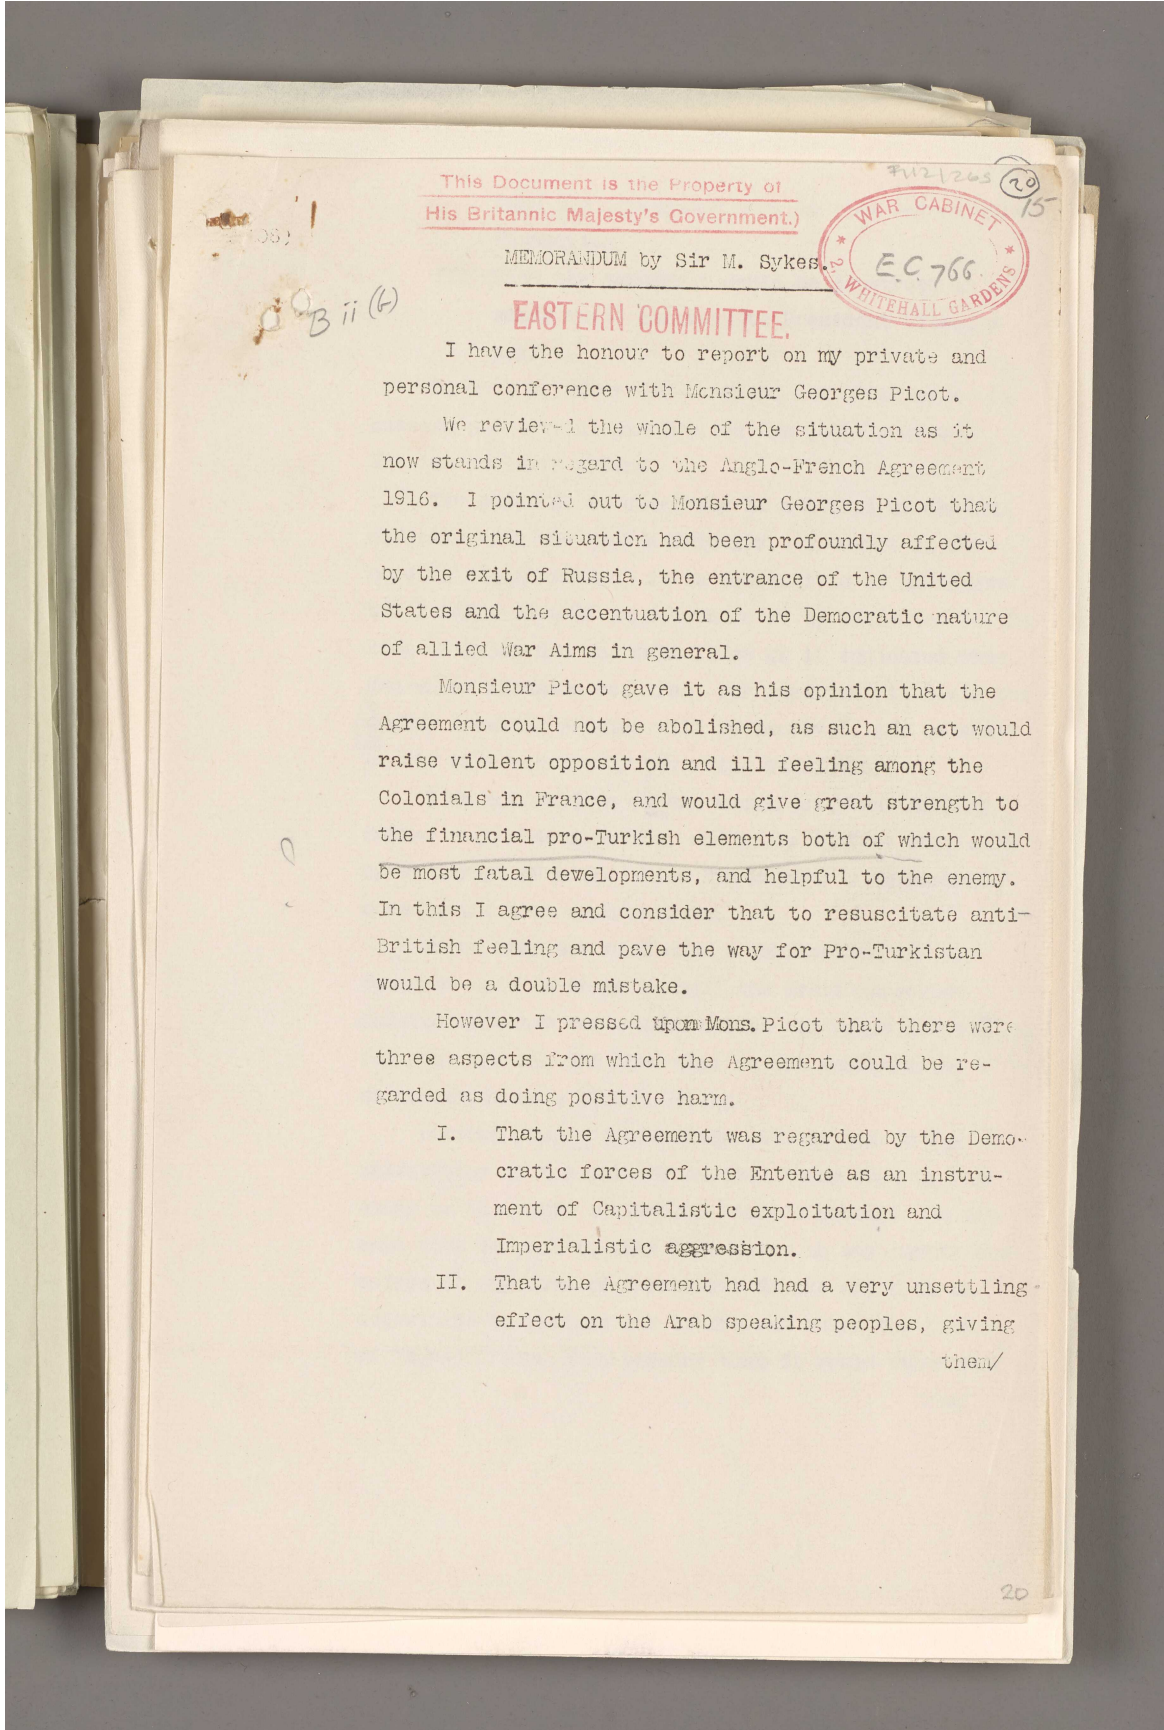 This Document is the Property of
His Britannic Majesty's Government.)
F112/265
20
15
WAR CABINET
E.C. 766.
2, WHITEHALL GARDENS
MEMORANDUM by Sir M. Sykes.
B ii (b)
EASTERN COMMITTEE.
I have the honour to report on my private and
personal conference with Monsieur Georges Picot.
We reviewed the whole of the situation as it
now stands in regard to the Anglo-French Agreement
1916. I pointed out to Monsieur Georges Picot that
the original situation had been profoundly affected
by the exit of Russia, the entrance of the United
States and the accentuation of the Democratic nature
of allied War Aims in general.
Monsieur Picot gave it as his opinion that the
Agreement could not be abolished, as such an act would
raise violent opposition and ill feeling among the
Colonials in France, and would give great strength to
the financial pro-Turkish elements both of which would
be most fatal developments, and helpful to the enemy.
In this I agree and consider that to resuscitate anti-
British feeling and pave the way for Pro-Turkistan
would be a double mistake.
However I pressed upon Mons. Picot that there were
three aspects from which the Agreement could be re-
garded as doing positive harm.
I. That the Agreement was regarded by the Demo-
cratic forces of the Entente as an instru-
ment of Capitalistic exploitation and
Imperialistic aggression.
II. That the Agreement had had a very unsettling
effect on the Arab speaking peoples, giving
them/
20